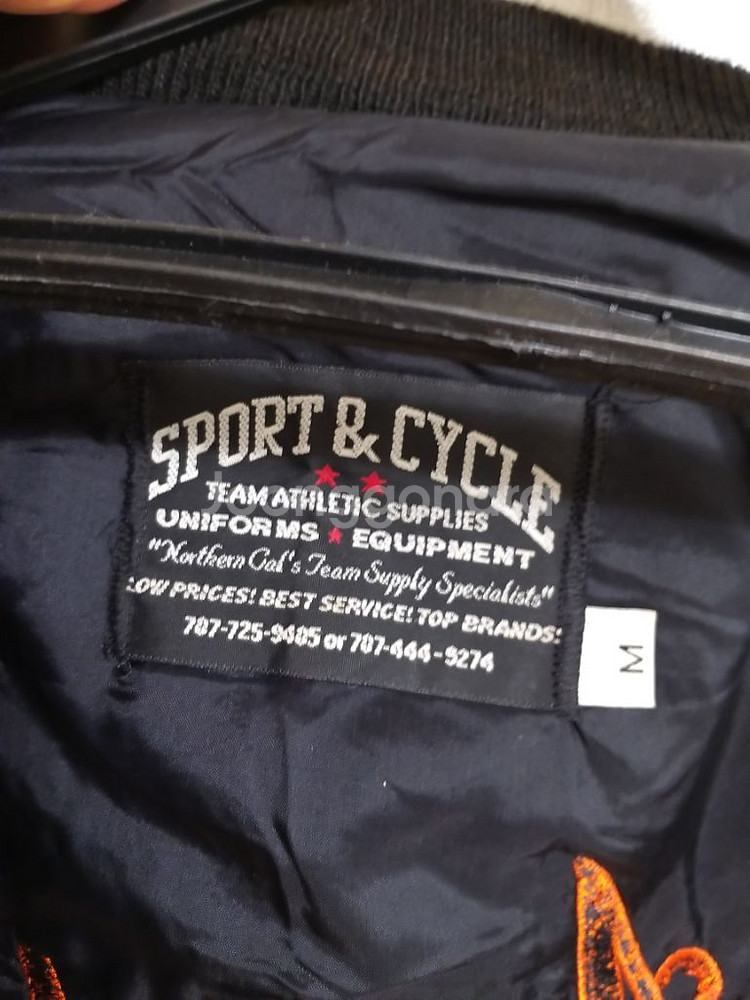 SPORT & CYCLE
TEAM ATHLETIC SUPPLIES
UNIFORMS ★ EQUIPMENT
"Northern Cal's Team Supply Specialists"
LOW PRICES! BEST SERVICE! TOP BRANDS!
707-725-9405 or 707-444-9274
M
Joonggonara